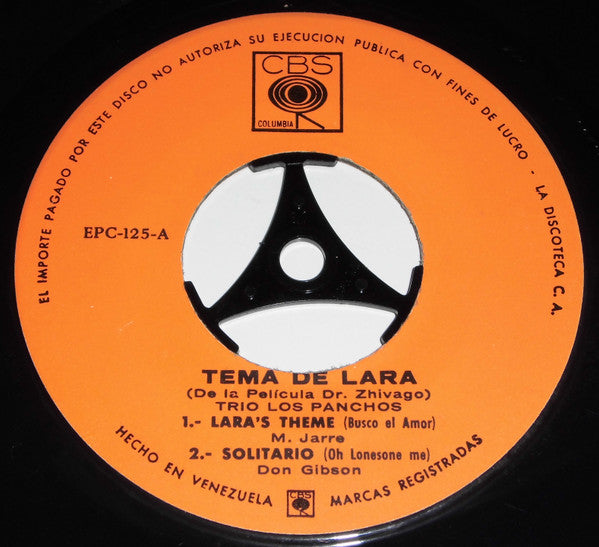 EL IMPORTE PAGADO POR ESTE DISCO NO AUTORIZA SU EJECUCION PUBLICA CON FINES DE LUCRO - LA DISCOTECA C. A.
CBS
COLUMBIA
EPC-125-A
TEMA DE LARA
(De la Película Dr. Zhivago)
TRIO LOS PANCHOS
1.- LARA'S THEME (Busco el Amor)
M. Jarre
2.- SOLITARIO (Oh Lonesone me)
Don Gibson
HECHO EN VENEZUELA CBS MARCAS REGISTRADAS